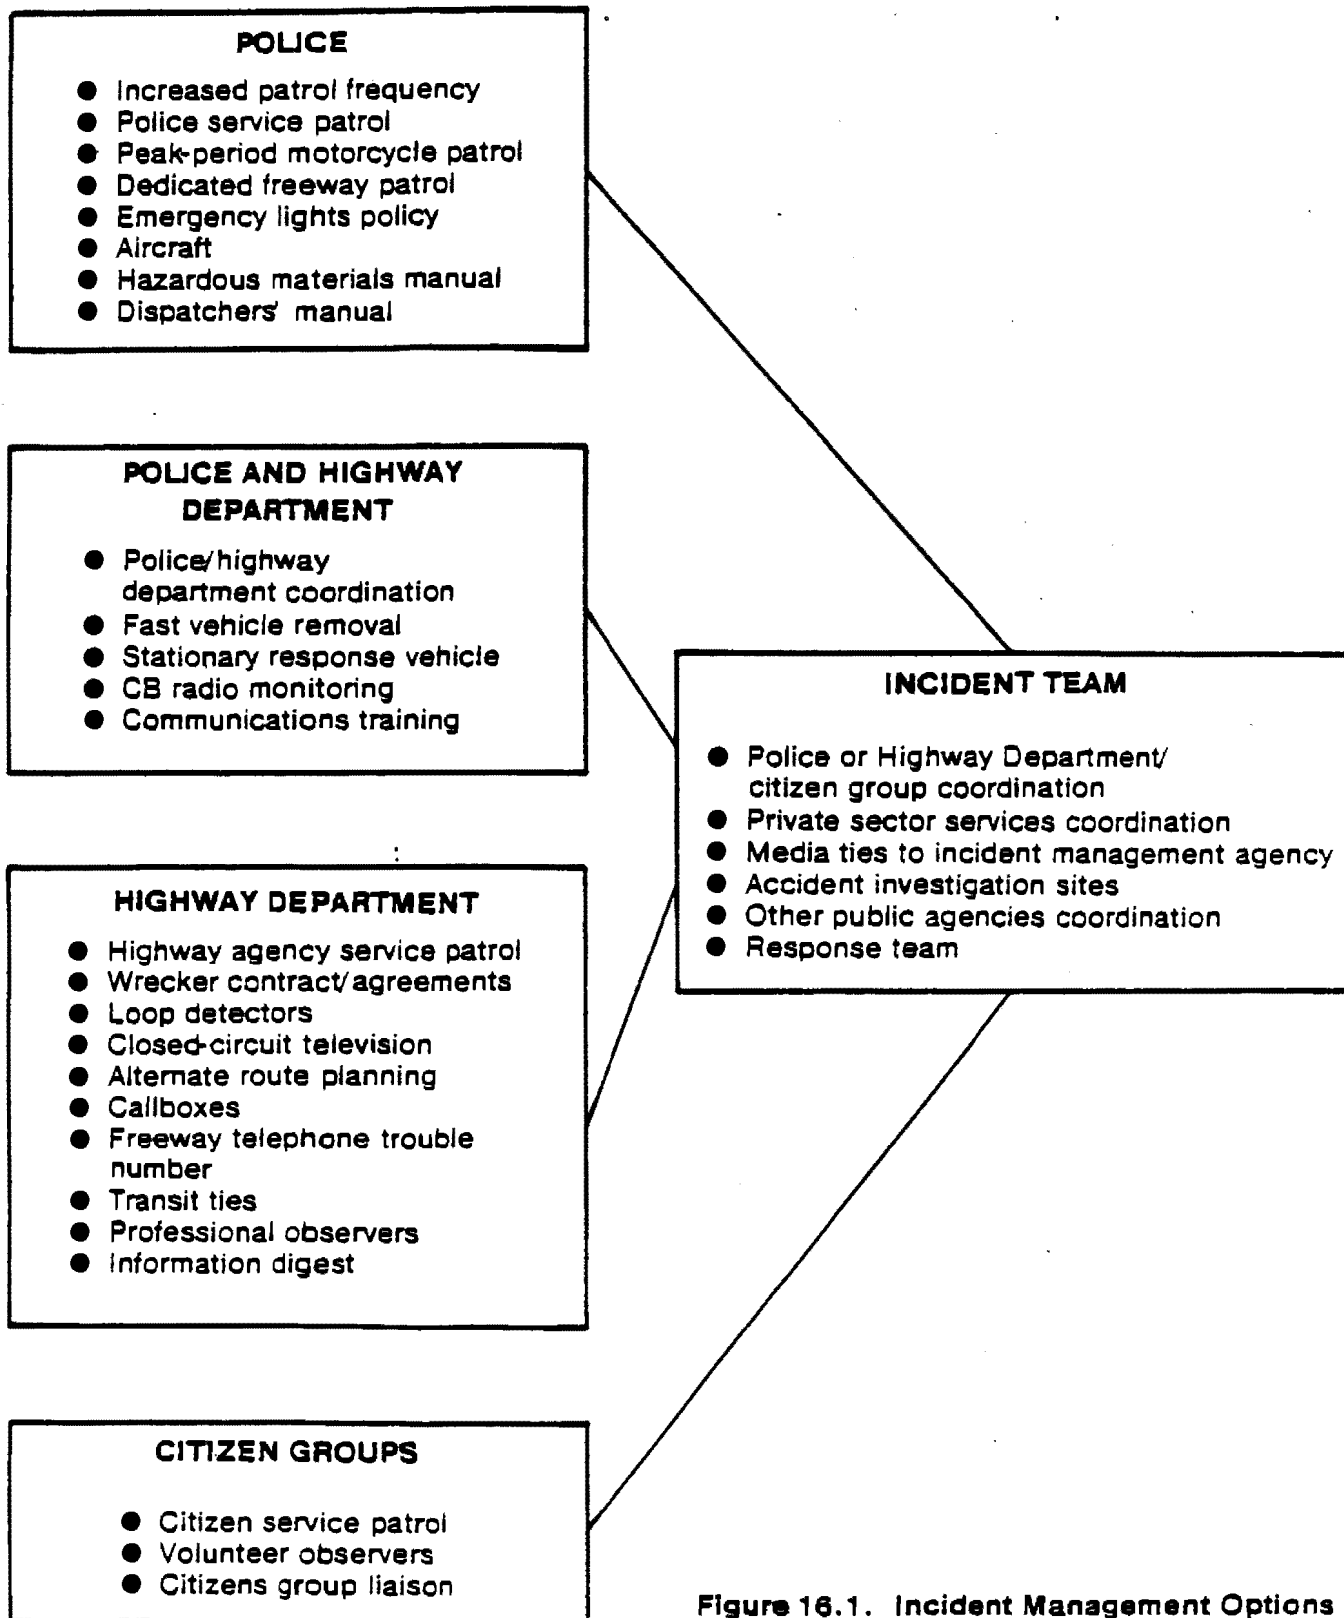 POLICE
● Increased patrol frequency
● Police service patrol
● Peak-period motorcycle patrol
● Dedicated freeway patrol
● Emergency lights policy
● Aircraft
● Hazardous materials manual
● Dispatchers' manual
POLICE AND HIGHWAY
DEPARTMENT
● Police/highway
department coordination
● Fast vehicle removal
● Stationary response vehicle
● CB radio monitoring
● Communications training
HIGHWAY DEPARTMENT
● Highway agency service patrol
● Wrecker contract/agreements
● Loop detectors
● Closed-circuit television
● Alternate route planning
● Callboxes
● Freeway telephone trouble
number
● Transit ties
● Professional observers
● Information digest
CITIZEN GROUPS
● Citizen service patrol
● Volunteer observers
● Citizens group liaison
INCIDENT TEAM
● Police or Highway Department/
citizen group coordination
● Private sector services coordination
● Media ties to incident management agency
● Accident investigation sites
● Other public agencies coordination
● Response team
Figure 16.1. Incident Management Options